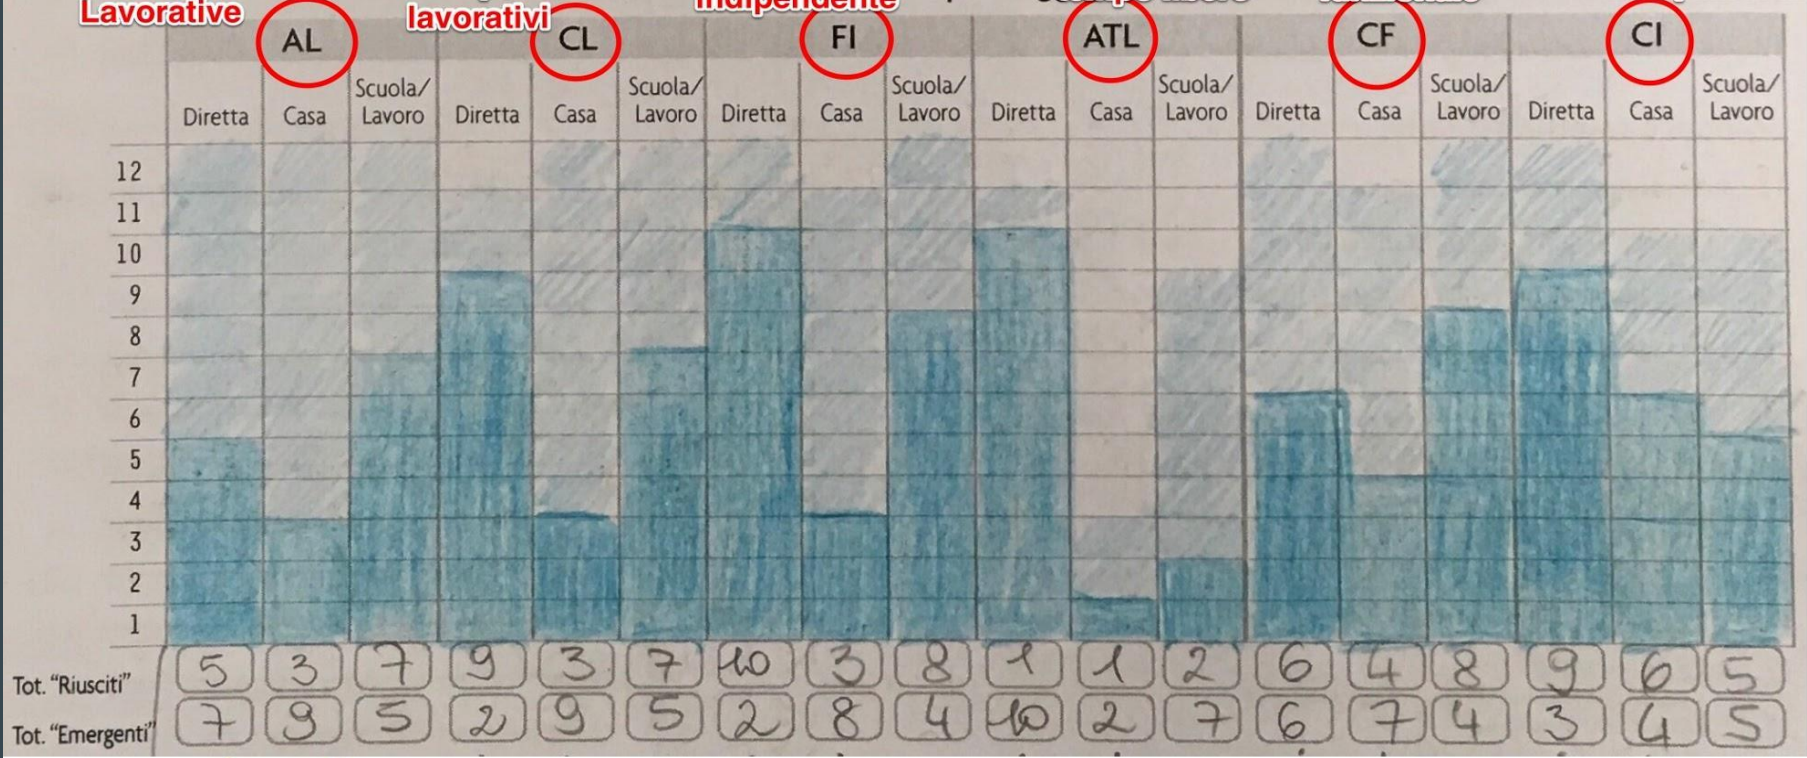 Lavorative
lavorativi
indipendente
AL CL FI ATL CF CI
Diretta Casa Scuola/ Lavoro Diretta Casa Scuola/ Lavoro Diretta Casa Scuola/ Lavoro Diretta Casa Scuola/ Lavoro Diretta Casa Scuola/ Lavoro Diretta Casa Scuola/ Lavoro
12
11
10
9
8
7
6
5
4
3
2
1
Tot. "Riusciti" 5 3 7 9 3 7 10 3 8 1 1 2 6 4 8 9 6 5
Tot. "Emergenti" 7 9 5 2 9 5 2 8 4 10 2 7 6 7 4 3 4 5